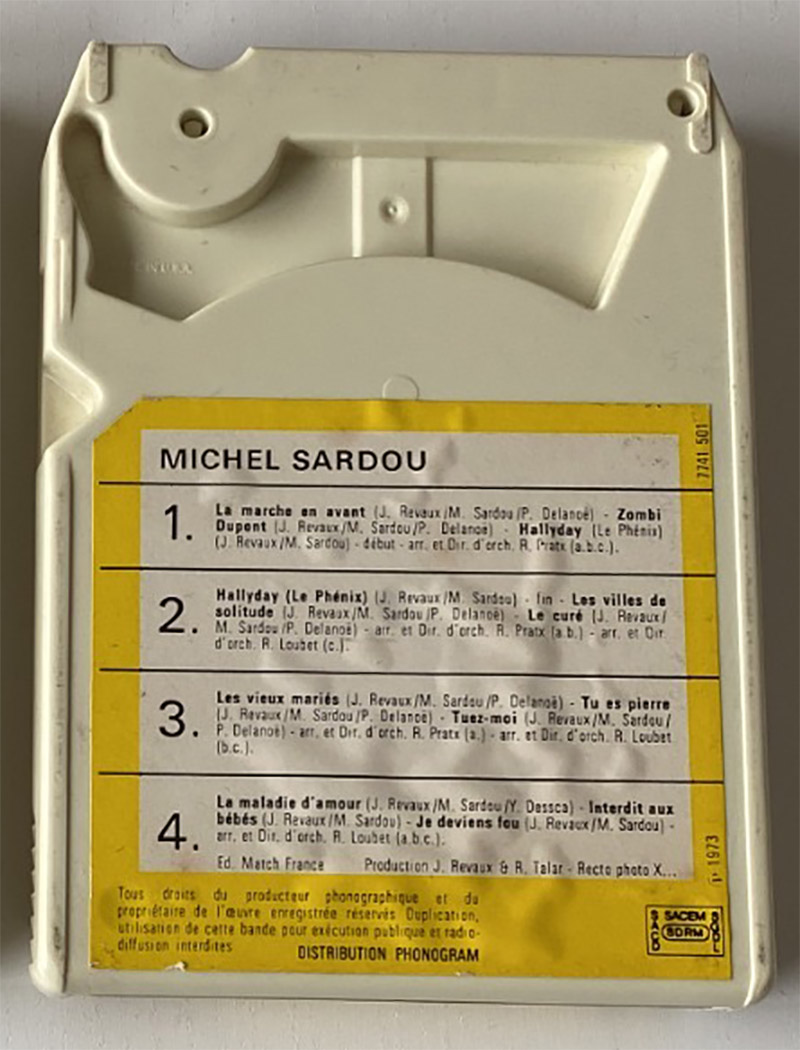 MICHEL SARDOU
7741 501
1. La marche en avant (J. Revaux/M. Sardou/P. Delanoë) - Zombi
Dupont (J. Revaux/M. Sardou/P. Delanoë) - Hallyday (Le Phénix)
(J. Revaux/M. Sardou) - début - arr. et Dir. d'orch. R. Pratx (a.b.c.).
2. Hallyday (Le Phénix) (J. Revaux/M. Sardou) - fin - Les villes de
solitude (J. Revaux/M. Sardou/P. Delanoë) - Le curé (J. Revaux/
M. Sardou/P. Delanoë) - arr. et Dir. d'orch. R. Pratx (a.b.) - arr. et Dir.
d'orch. R. Loubet (c.).
3. Les vieux mariés (J. Revaux/M. Sardou/P. Delanoë) - Tu es pierre
(J. Revaux/M. Sardou/P. Delanoë) - Tuez-moi (J. Revaux/M. Sardou/
P. Delanoë) - arr. et Dir. d'orch. R. Pratx (a.) - arr. et Dir. d'orch. R. Loubet
(b.c.).
4. La maladie d'amour (J. Revaux/M. Sardou/Y. Dessca) - Interdit aux
bébés (J. Revaux/M. Sardou) - Je deviens fou (J. Revaux/M. Sardou) -
arr. et Dir. d'orch. R. Loubet (a.b.c.).
Ed. Match France Production J. Revaux & R. Talar - Recto photo X...
1973
Tous droits du producteur phonographique et du
propriétaire de l'œuvre enregistrée réservés Duplication,
utilisation de cette bande pour exécution publique et radio-
diffusion interdites
DISTRIBUTION PHONOGRAM
SACEM
SACD
SDRM
SGDL